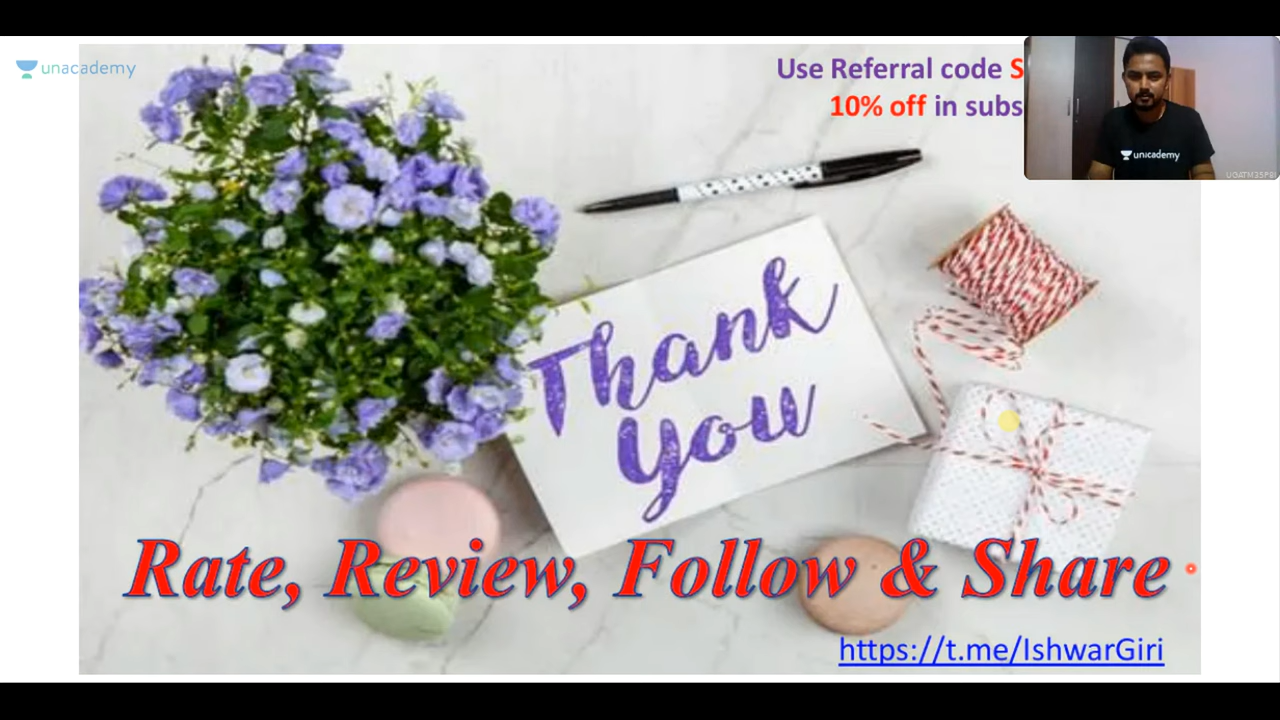 unacademy
Use Referral code S
10% off in subs
unacademy
Thank
You
Rate, Review, Follow & Share
https://t.me/IshwarGiri